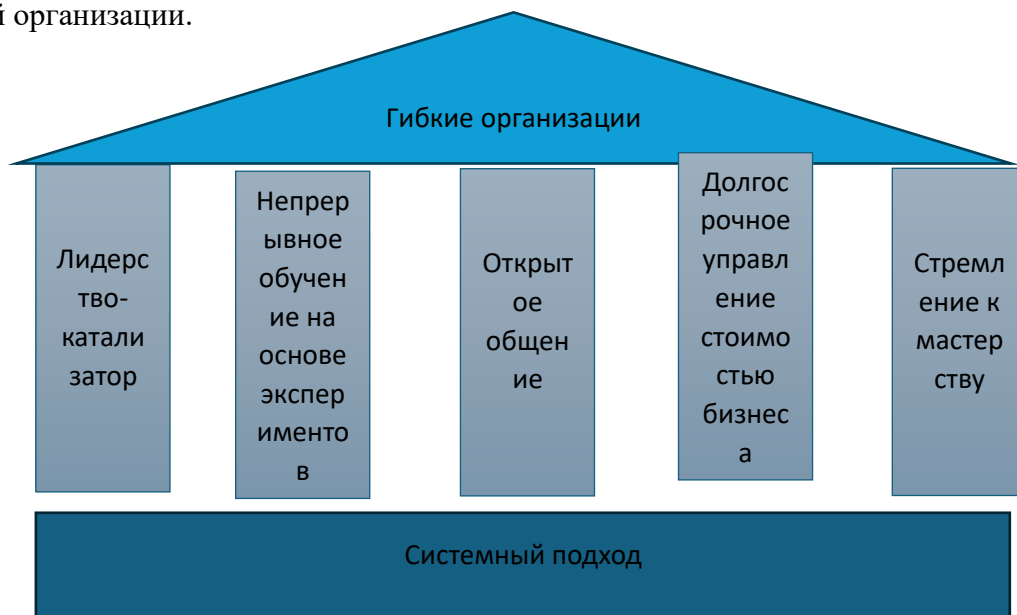 й организации.
Гибкие организации
Лидерс
тво-
катали
затор
Непрер
ывное
обучен
ие на
основе
экспер
именто
в
Открыт
ое
общен
ие
Долгос
рочное
управл
ение
стоимо
стью
бизнес
а
Стремл
ение к
мастер
ству
Системный подход